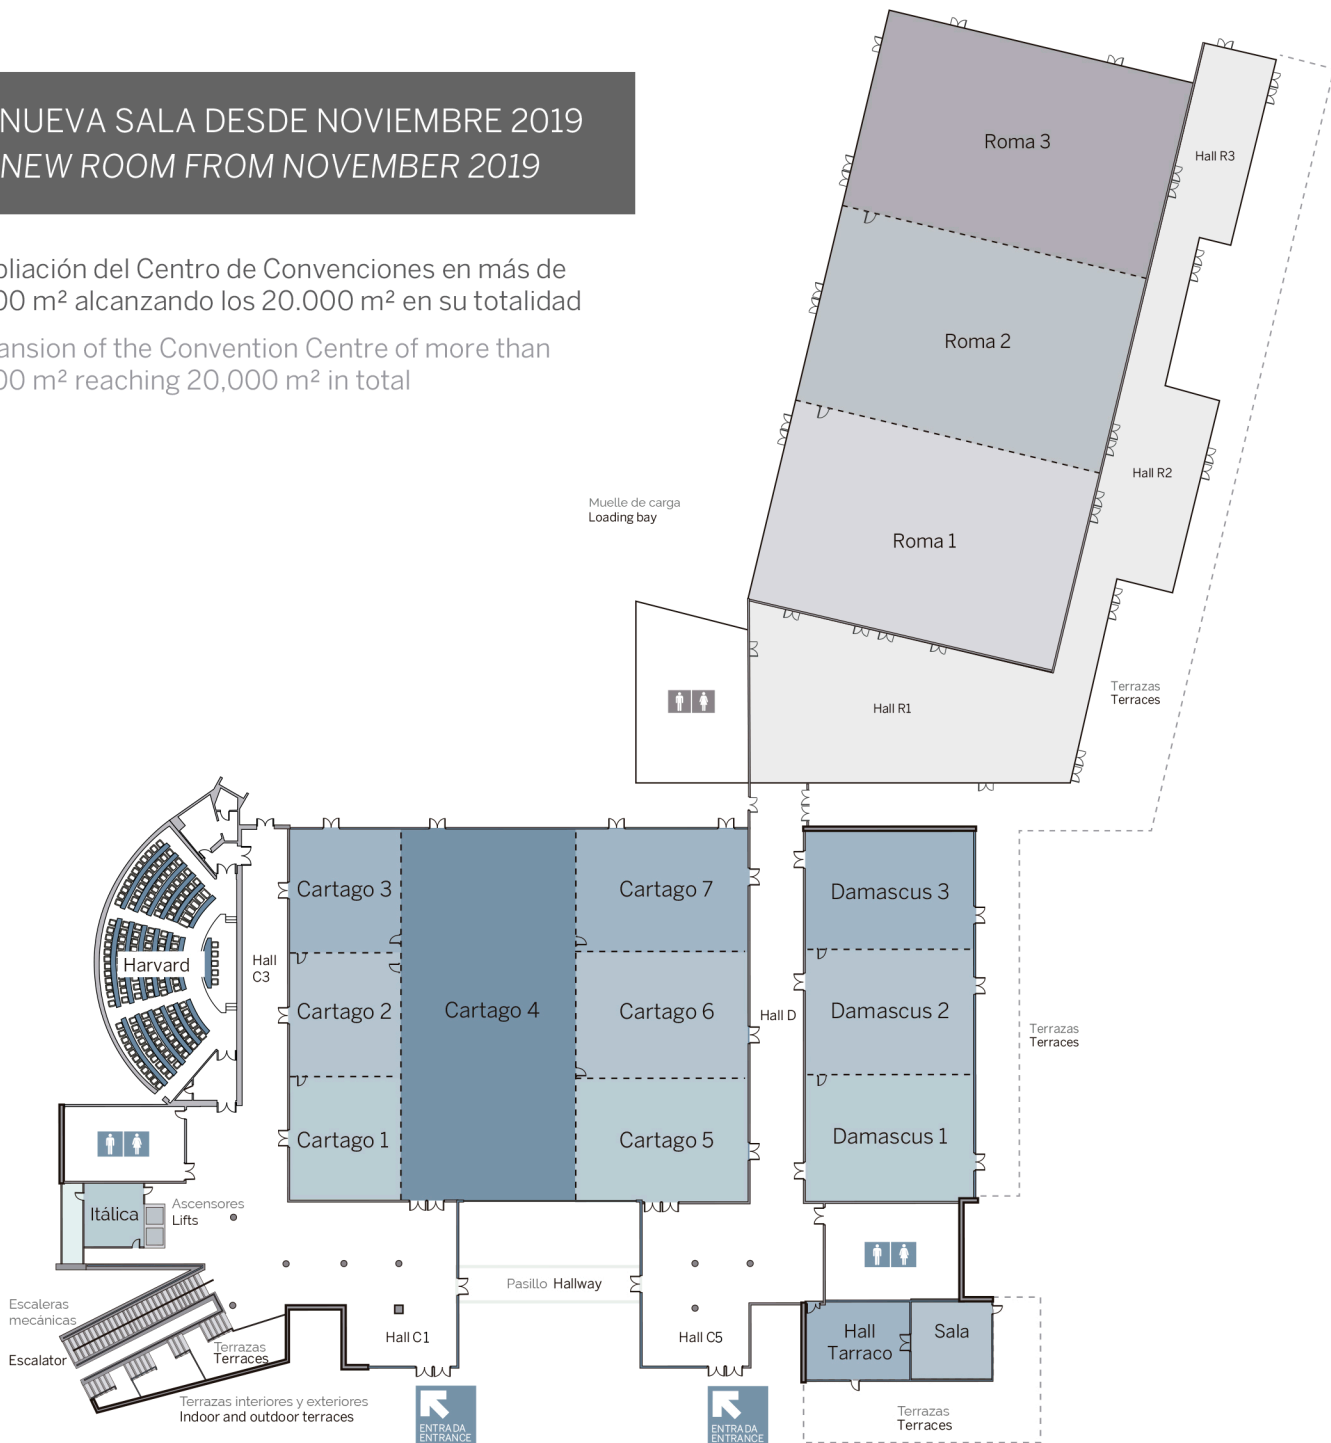 NUEVA SALA DESDE NOVIEMBRE 2019
NEW ROOM FROM NOVEMBER 2019
pliación del Centro de Convenciones en más de
00 m² alcanzando los 20.000 m² en su totalidad
ansion of the Convention Centre of more than
00 m² reaching 20,000 m² in total
Roma 3
Hall R3
Roma 2
Hall R2
Muelle de carga
Loading bay
Roma 1
Terrazas
Terraces
Hall R1
Cartago 3
Cartago 7
Damascus 3
Harvard
Hall
C3
Cartago 2
Cartago 4
Cartago 6
Hall D
Damascus 2
Terrazas
Terraces
Cartago 1
Cartago 5
Damascus 1
Itálica
Ascensores
Lifts
Pasillo Hallway
Escaleras
mecánicas
Escalator
Terrazas
Terraces
Hall C1
Hall C5
Hall
Tarraco
Sala
Terrazas interiores y exteriores
Indoor and outdoor terraces
ENTRADA
ENTRANCE
ENTRADA
ENTRANCE
Terrazas
Terraces